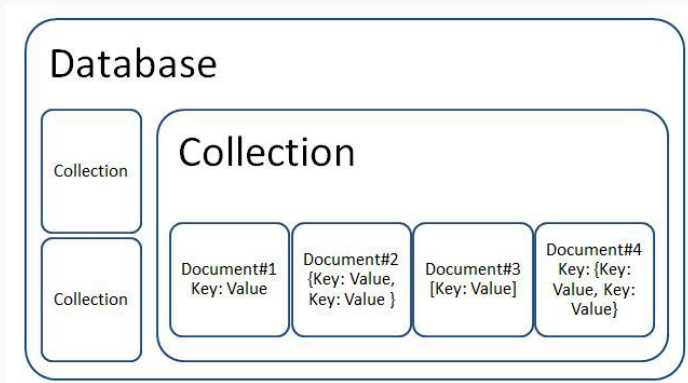 Database
Collection
Collection
Collection
Document#1
Key: Value
Document#2
{Key: Value,
Key: Value }
Document#3
[Key: Value]
Document#4
Key: {Key:
Value, Key:
Value}